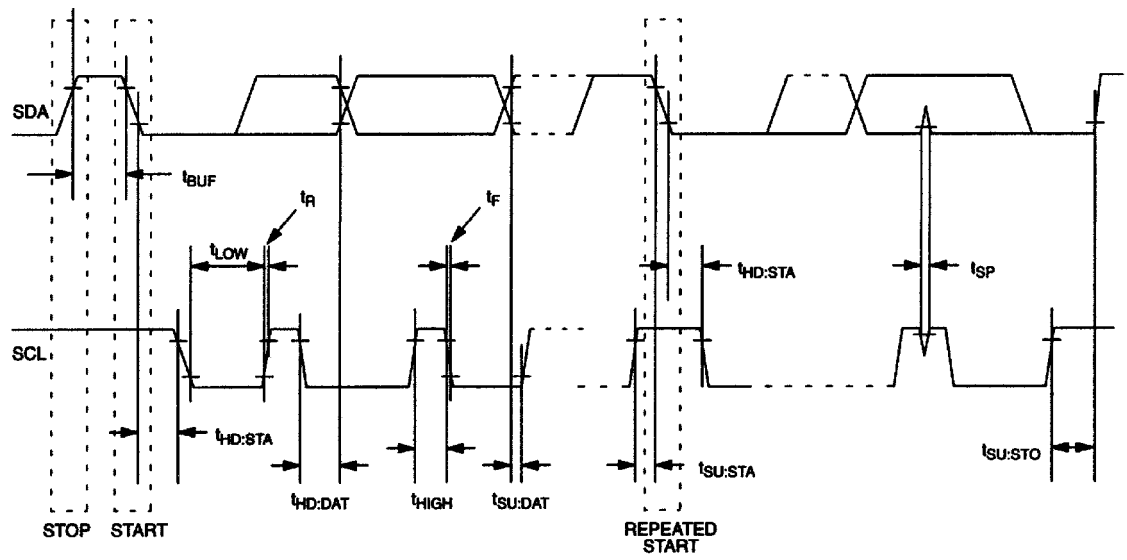 SDA
tBUF
tR
tF
tLOW
tHD:STA
tSP
SCL
tHD:STA
tHD:DAT
tHIGH
tSU:DAT
tSU:STA
tSU:STO
STOP
START
REPEATED
START